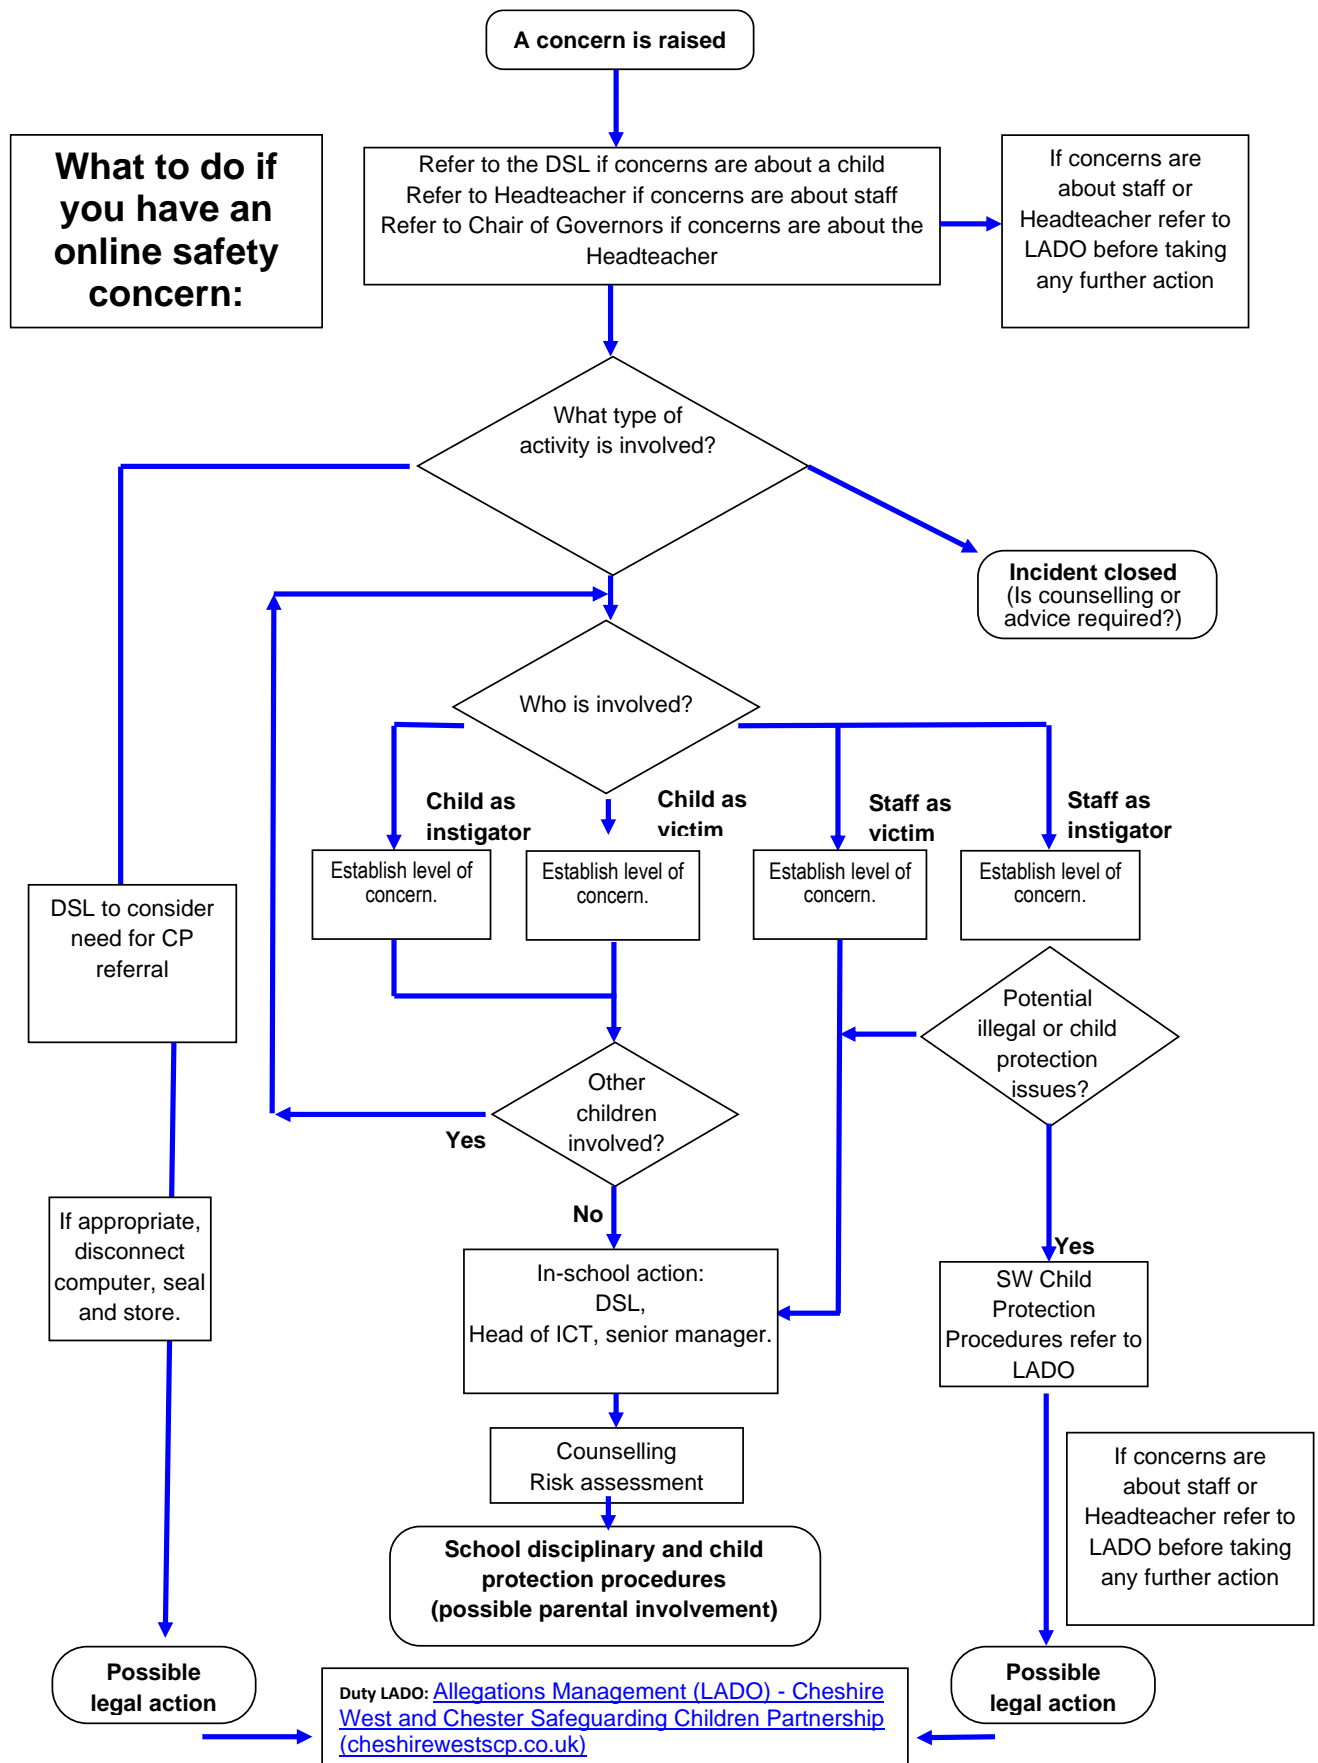 A concern is raised
What to do if
you have an
online safety
concern:
Refer to the DSL if concerns are about a child
Refer to Headteacher if concerns are about staff
Refer to Chair of Governors if concerns are about the
Headteacher
If concerns are
about staff or
Headteacher refer to
LADO before taking
any further action
What type of
activity is involved?
Incident closed
(Is counselling or
advice required?)
Who is involved?
Child as
instigator
Child as
victim
Staff as
victim
Staff as
instigator
Establish level of
concern.
Establish level of
concern.
Establish level of
concern.
Establish level of
concern.
DSL to consider
need for CP
referral
Potential
illegal or child
protection
issues?
Other
children
involved?
Yes
No
If appropriate,
disconnect
computer, seal
and store.
Yes
In-school action:
DSL,
Head of ICT, senior manager.
SW Child
Protection
Procedures refer to
LADO
Counselling
Risk assessment
If concerns are
about staff or
Headteacher refer to
LADO before taking
any further action
School disciplinary and child
protection procedures
(possible parental involvement)
Possible
legal action
Possible
legal action
Duty LADO: Allegations Management (LADO) - Cheshire
West and Chester Safeguarding Children Partnership
(cheshirewestscp.co.uk)